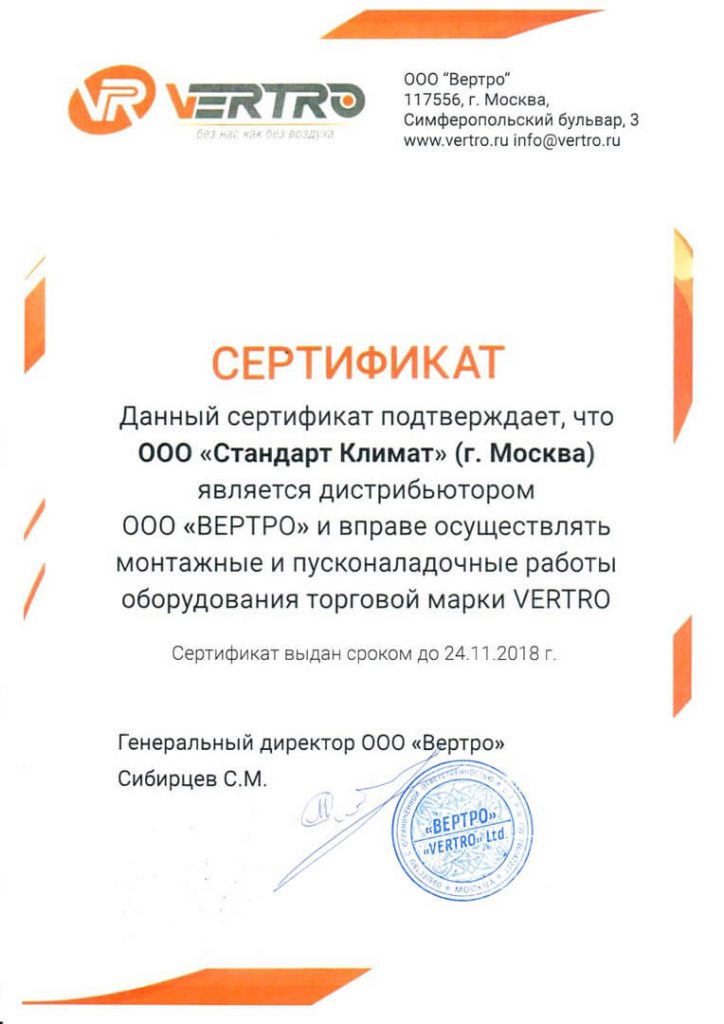 VR VERTRO
без нас как без воздуха
ООО "Вертро"
117556, г. Москва,
Симферопольский бульвар, 3
www.vertro.ru info@vertro.ru
СЕРТИФИКАТ
Данный сертификат подтверждает, что
ООО «Стандарт Климат» (г. Москва)
является дистрибьютором
ООО «ВЕРТРО» и вправе осуществлять
монтажные и пусконаладочные работы
оборудования торговой марки VERTRO
Сертификат выдан сроком до 24.11.2018 г.
Генеральный директор ООО «Вертро»
Сибирцев С.М.
ОБЩЕСТВО С ОГРАНИЧЕННОЙ ОТВЕТСТВЕННОСТЬЮ
«ВЕРТРО»
«VERTRO» Ltd.
МОСКВА